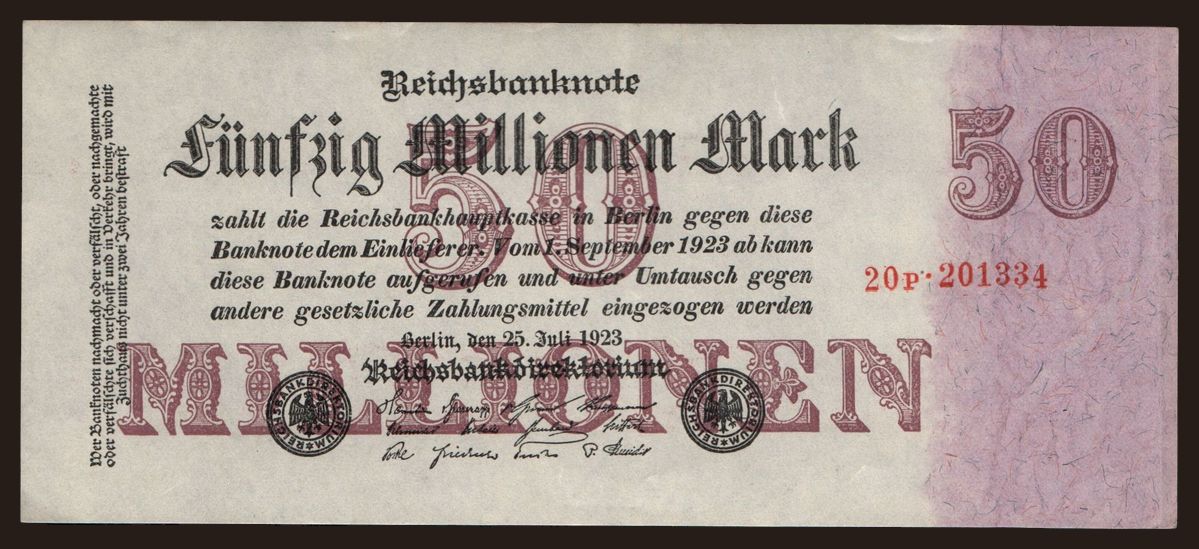 Reichsbanknote
Fünfzig Millionen Mark
50
50
zahlt die Reichsbankhauptkasse in Berlin gegen diese
Banknote dem Einlieferer. Vom 1. September 1923 ab kann
diese Banknote aufgerufen und unter Umtausch gegen
andere gesetzliche Zahlungsmittel eingezogen werden
20P·201334
Berlin, den 25. Juli 1923
MILLIONEN
Reichsbankdirektorium
REICHSBANKDIREKTORIUM
REICHSBANKDIREKTORIUM
Wer Banknoten nachmacht oder verfälscht, oder nachgemachte
oder verfälschte sich verschafft und in Verkehr bringt, wird mit
Zuchthaus nicht unter zwei Jahren bestraft